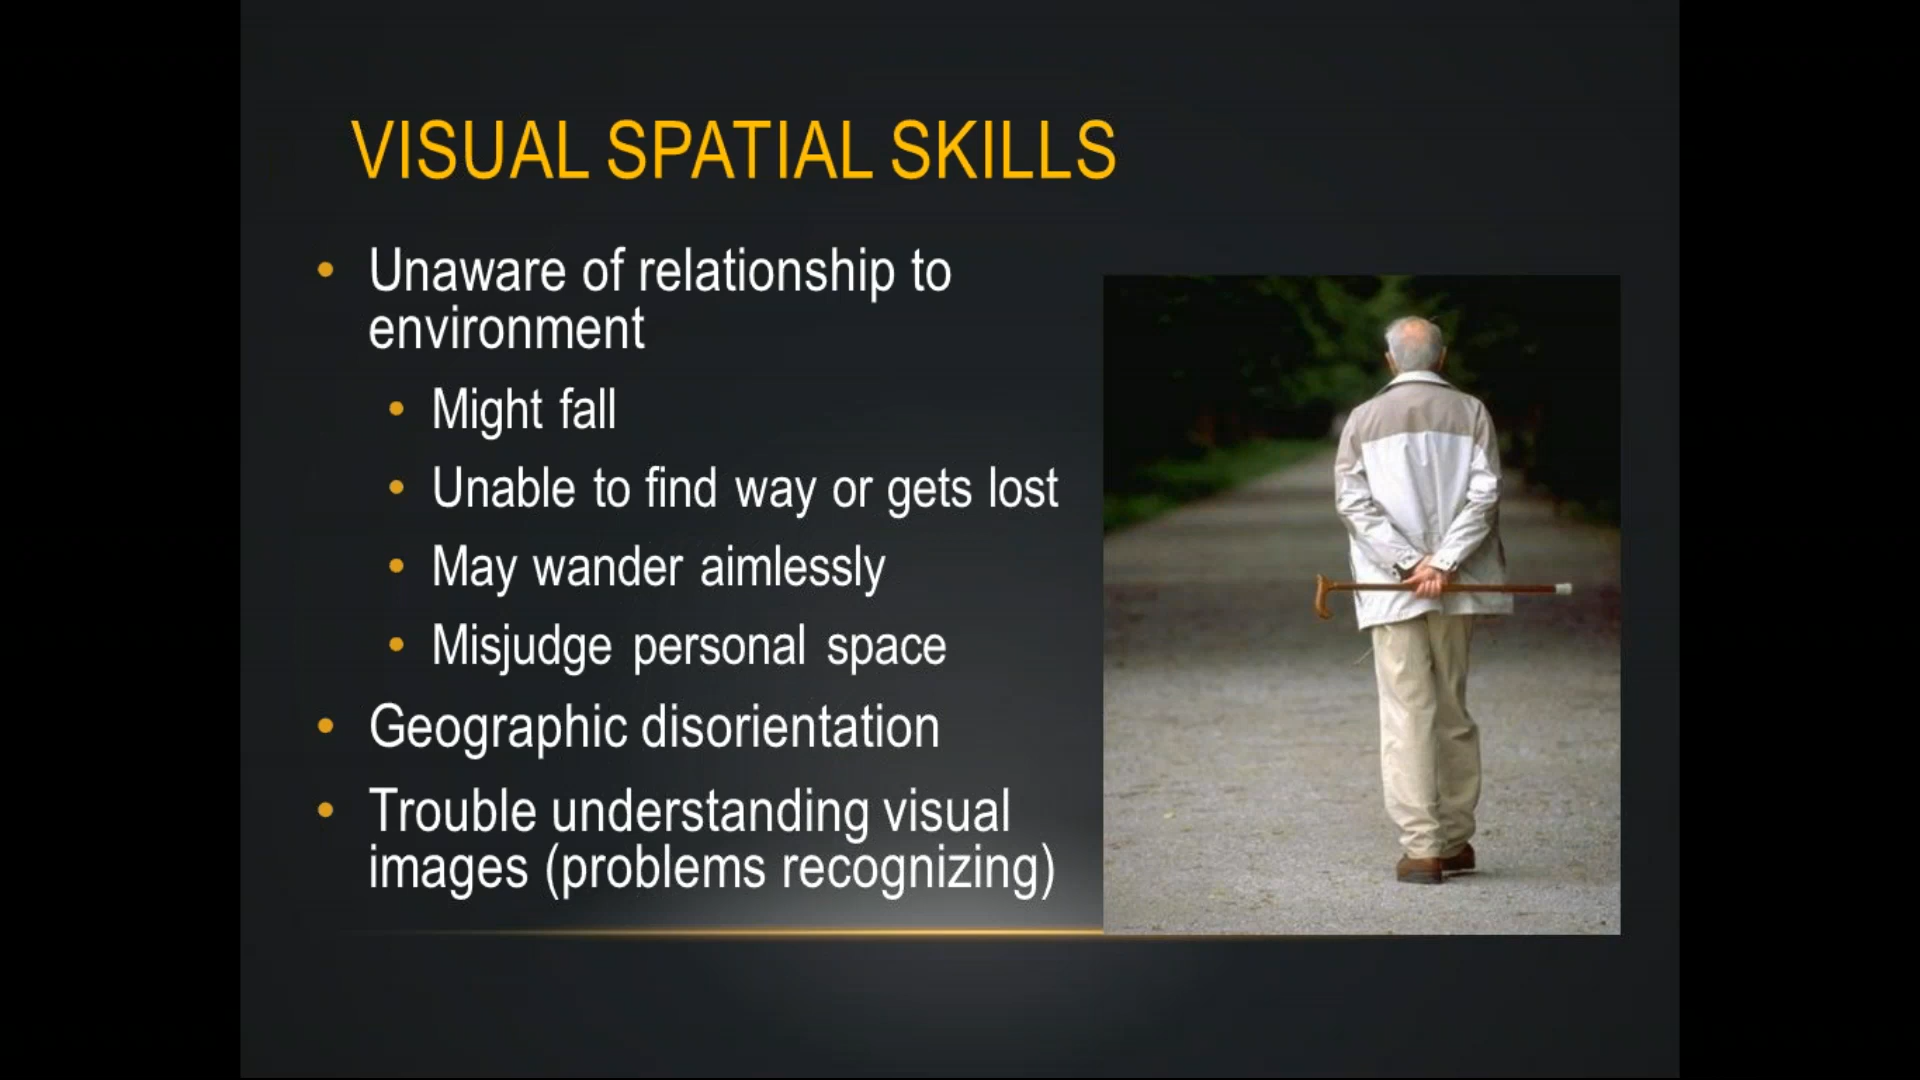 VISUAL SPATIAL SKILLS
• Unaware of relationship to
environment
• Might fall
• Unable to find way or gets lost
• May wander aimlessly
• Misjudge personal space
• Geographic disorientation
• Trouble understanding visual
images (problems recognizing)